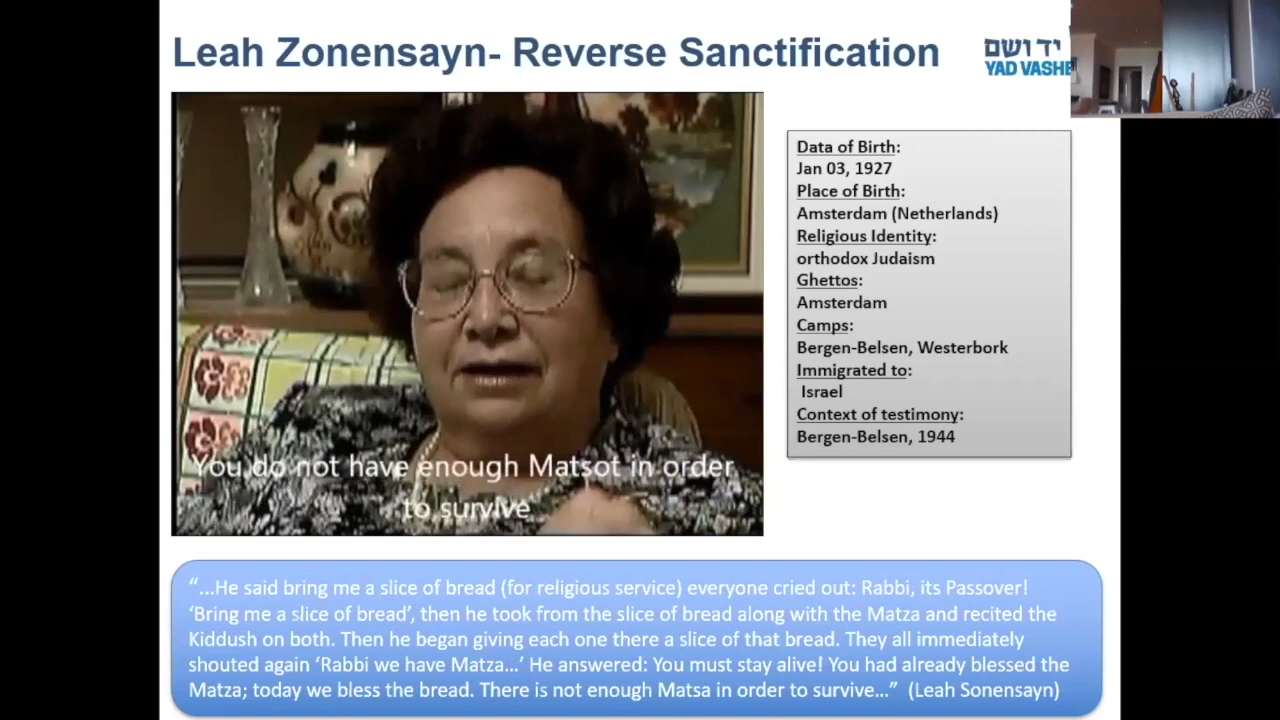 Leah Zonensayn- Reverse Sanctification
יד ושם
YAD VASHE
Data of Birth:
Jan 03, 1927
Place of Birth:
Amsterdam (Netherlands)
Religious Identity:
orthodox Judaism
Ghettos:
Amsterdam
Camps:
Bergen-Belsen, Westerbork
Immigrated to:
Israel
Context of testimony:
Bergen-Belsen, 1944
You do not have enough Matsot in order
to survive
“...He said bring me a slice of bread (for religious service) everyone cried out: Rabbi, its Passover!
‘Bring me a slice of bread’, then he took from the slice of bread along with the Matza and recited the
Kiddush on both. Then he began giving each one there a slice of that bread. They all immediately
shouted again ‘Rabbi we have Matza...’ He answered: You must stay alive! You had already blessed the
Matza; today we bless the bread. There is not enough Matsa in order to survive...” (Leah Sonensayn)